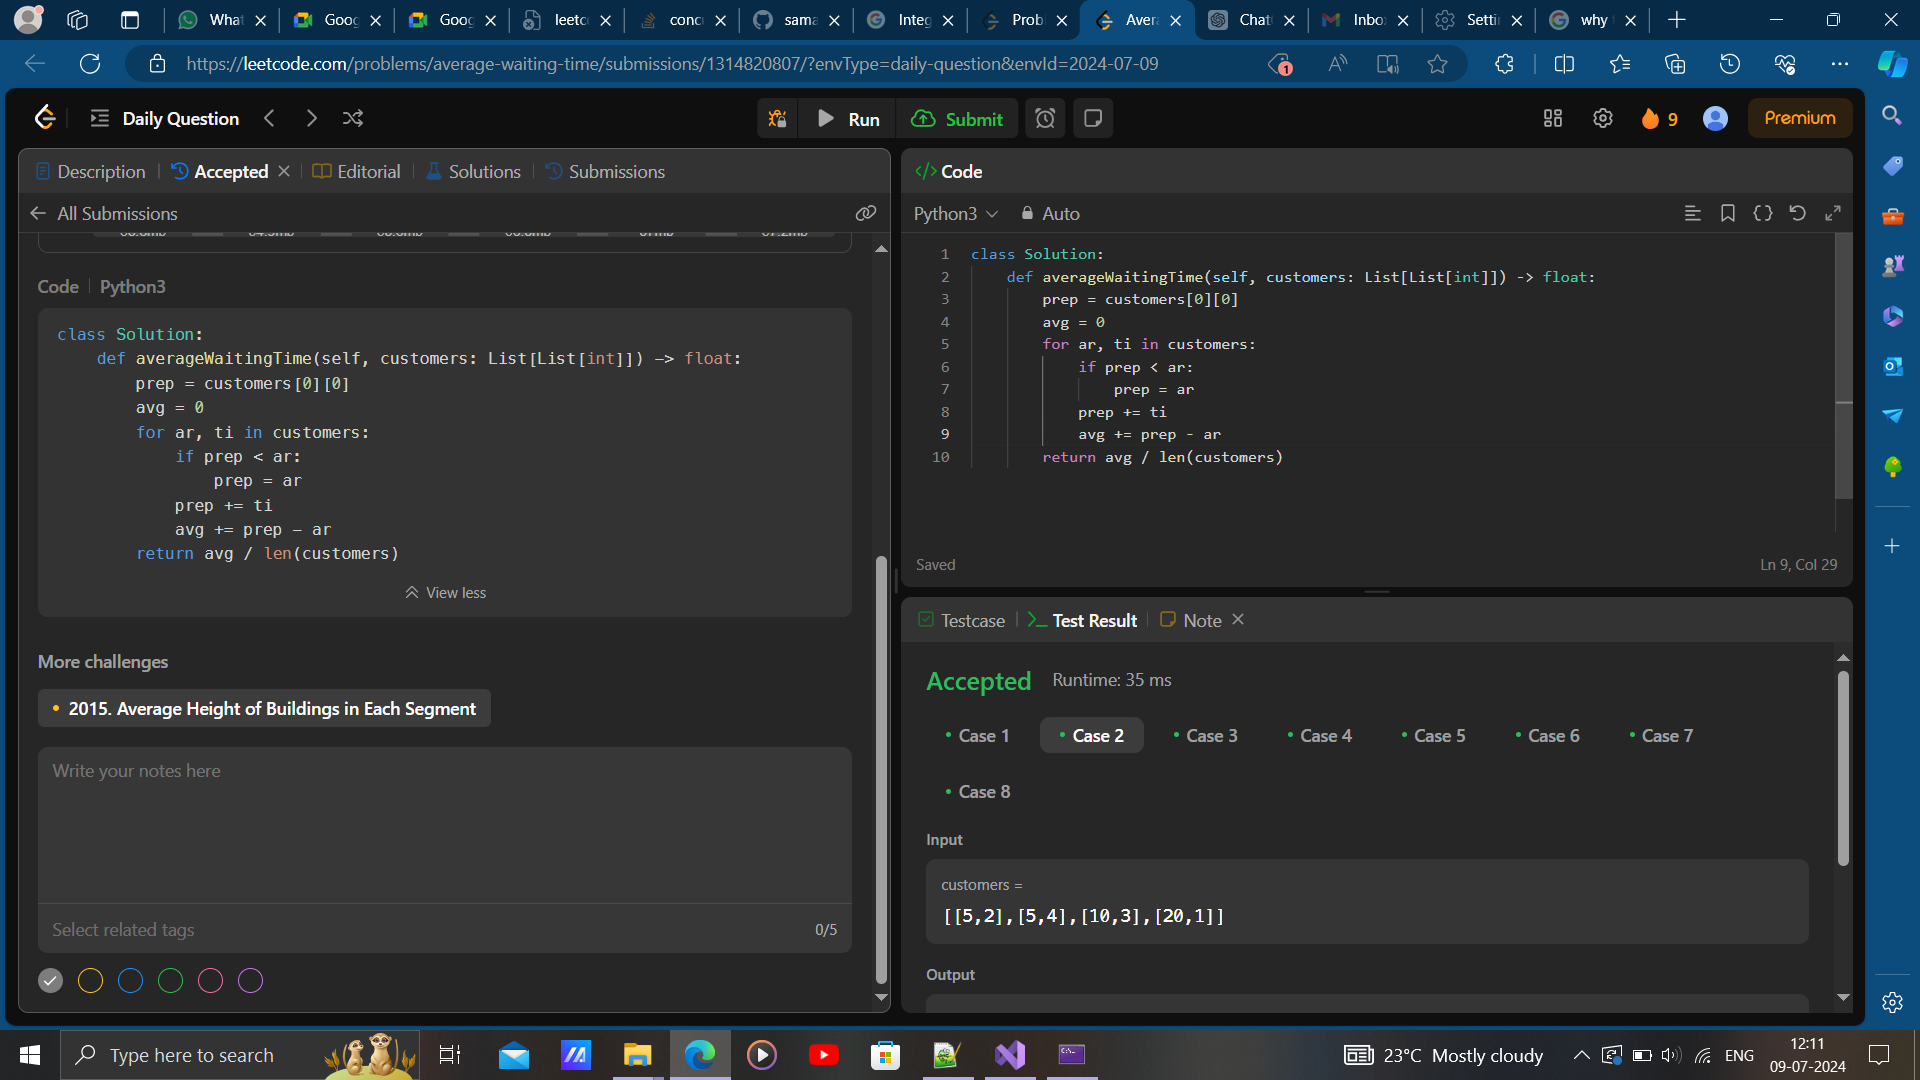 What
Goog
Goog
leetc
conc
sama
Integ
Prob
Avera
Chat
Inbo
Setti
why
https://leetcode.com/problems/average-waiting-time/submissions/1314820807/?envType=daily-question&envId=2024-07-09
1
Daily Question
Run
Submit
9
Premium
Description
Accepted
Editorial
Solutions
Submissions
All Submissions
Code
Python3
class Solution:
def averageWaitingTime(self, customers: List[List[int]]) -> float:
prep = customers[0][0]
avg = 0
for ar, ti in customers:
if prep < ar:
prep = ar
prep += ti
avg += prep - ar
return avg / len(customers)
View less
More challenges
2015. Average Height of Buildings in Each Segment
Write your notes here
Select related tags
0/5
</> Code
Python3
Auto
1 class Solution:
2 def averageWaitingTime(self, customers: List[List[int]]) -> float:
3 prep = customers[0][0]
4 avg = 0
5 for ar, ti in customers:
6 if prep < ar:
7 prep = ar
8 prep += ti
9 avg += prep - ar
10 return avg / len(customers)
Saved
Ln 9, Col 29
Testcase
Test Result
Note
Accepted
Runtime: 35 ms
Case 1
Case 2
Case 3
Case 4
Case 5
Case 6
Case 7
Case 8
Input
customers =
[[5,2],[5,4],[10,3],[20,1]]
Output
Type here to search
23°C Mostly cloudy
ENG
12:11
09-07-2024